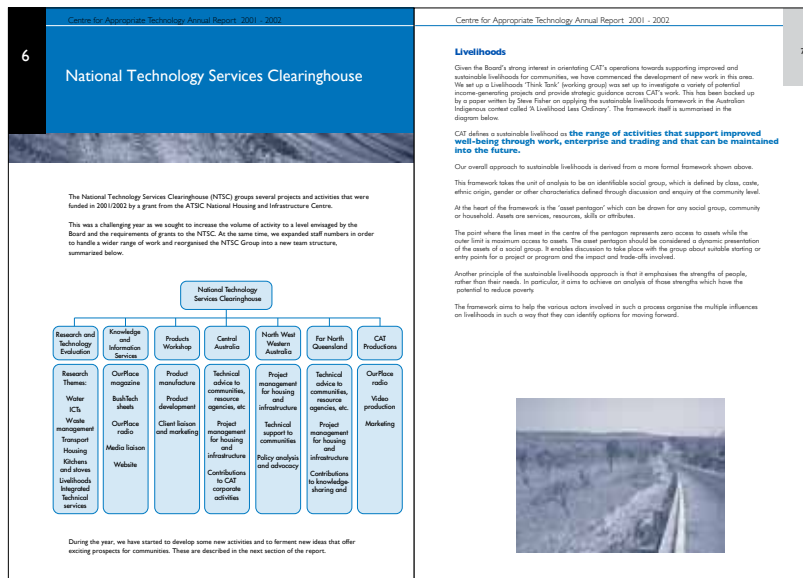 Centre for Appropriate Technology Annual Report 2001 - 2002
6
National Technology Services Clearinghouse
The National Technology Services Clearinghouse (NTSC) groups several projects and activities that were
funded in 2001/2002 by a grant from the ATSIC National Housing and Infrastructure Centre.
This was a challenging year as we sought to increase the volume of activity to a level envisaged by the
Board and the requirements of grants to the NTSC. At the same time, we expanded staff numbers in order
to handle a wider range of work and reorganised the NTSC Group into a new team structure,
summarized below.
National Technology
Services Clearinghouse
Research and
Technology
Evaluation
Research
Themes:
Water
ICTs
Waste
management
Transport
Housing
Kitchens
and stoves
Livelihoods
Integrated
Technical
services
Knowledge
and
Information
Services
OurPlace
magazine
BushTech
sheets
OurPlace
radio
Media liaison
Website
Products
Workshop
Product
manufacture
Product
development
Client liaison
and marketing
Central
Australia
Technical
advice to
communities,
resource
agencies, etc
Project
management
for housing
and
infrastructure
Contributions
to CAT
corporate
activities
North West
Western
Australia
Project
management
for housing
and
infrastructure
Technical
support to
communities
Policy analysis
and advocacy
Far North
Queensland
Technical
advice to
communities,
resource
agencies, etc.
Project
management
for housing
and
infrastructure
Contributions
to knowledge-
sharing and
CAT
Productions
OurPlace
radio
Video
production
Marketing
During the year, we have started to develop some new activities and to ferment new ideas that offer
exciting prospects for communities. These are described in the next section of the report.
Centre for Appropriate Technology Annual Report 2001 - 2002
7
Livelihoods
Given the Board's strong interest in orientating CAT's operations towards supporting improved and
sustainable livelihoods for communities, we have commenced the development of new work in this area.
We set up a Livelihoods 'Think Tank' (working group) was set up to investigate a variety of potential
income-generating projects and provide strategic guidance across CAT's work. This has been backed up
by a paper written by Steve Fisher on applying the sustainable livelihoods framework in the Australian
Indigenous context called 'A Livelihood Less Ordinary'. The framework itself is summarised in the
diagram below.
CAT defines a sustainable livelihood as the range of activities that support improved
well-being through work, enterprise and trading and that can be maintained
into the future.
Our overall approach to sustainable livelihoods is derived from a more formal framework shown above.
This framework takes the unit of analysis to be an identifiable social group, which is defined by class, caste,
ethnic origin, gender or other characteristics defined through discussion and enquiry at the community level.
At the heart of the framework is the 'asset pentagon' which can be drawn for any social group, community
or household. Assets are services, resources, skills or attributes.
The point where the lines meet in the centre of the pentagon represents zero access to assets while the
outer limit is maximum access to assets. The asset pentagon should be considered a dynamic presentation
of the assets of a social group. It enables discussion to take place with the group about suitable starting or
entry points for a project or program and the impact and trade-offs involved.
Another principle of the sustainable livelihoods approach is that it emphasises the strengths of people,
rather than their needs. In particular, it aims to achieve an analysis of those strengths which have the
potential to reduce poverty.
The framework aims to help the various actors involved in such a process organise the multiple influences
on livelihoods in such a way that they can identify options for moving forward.